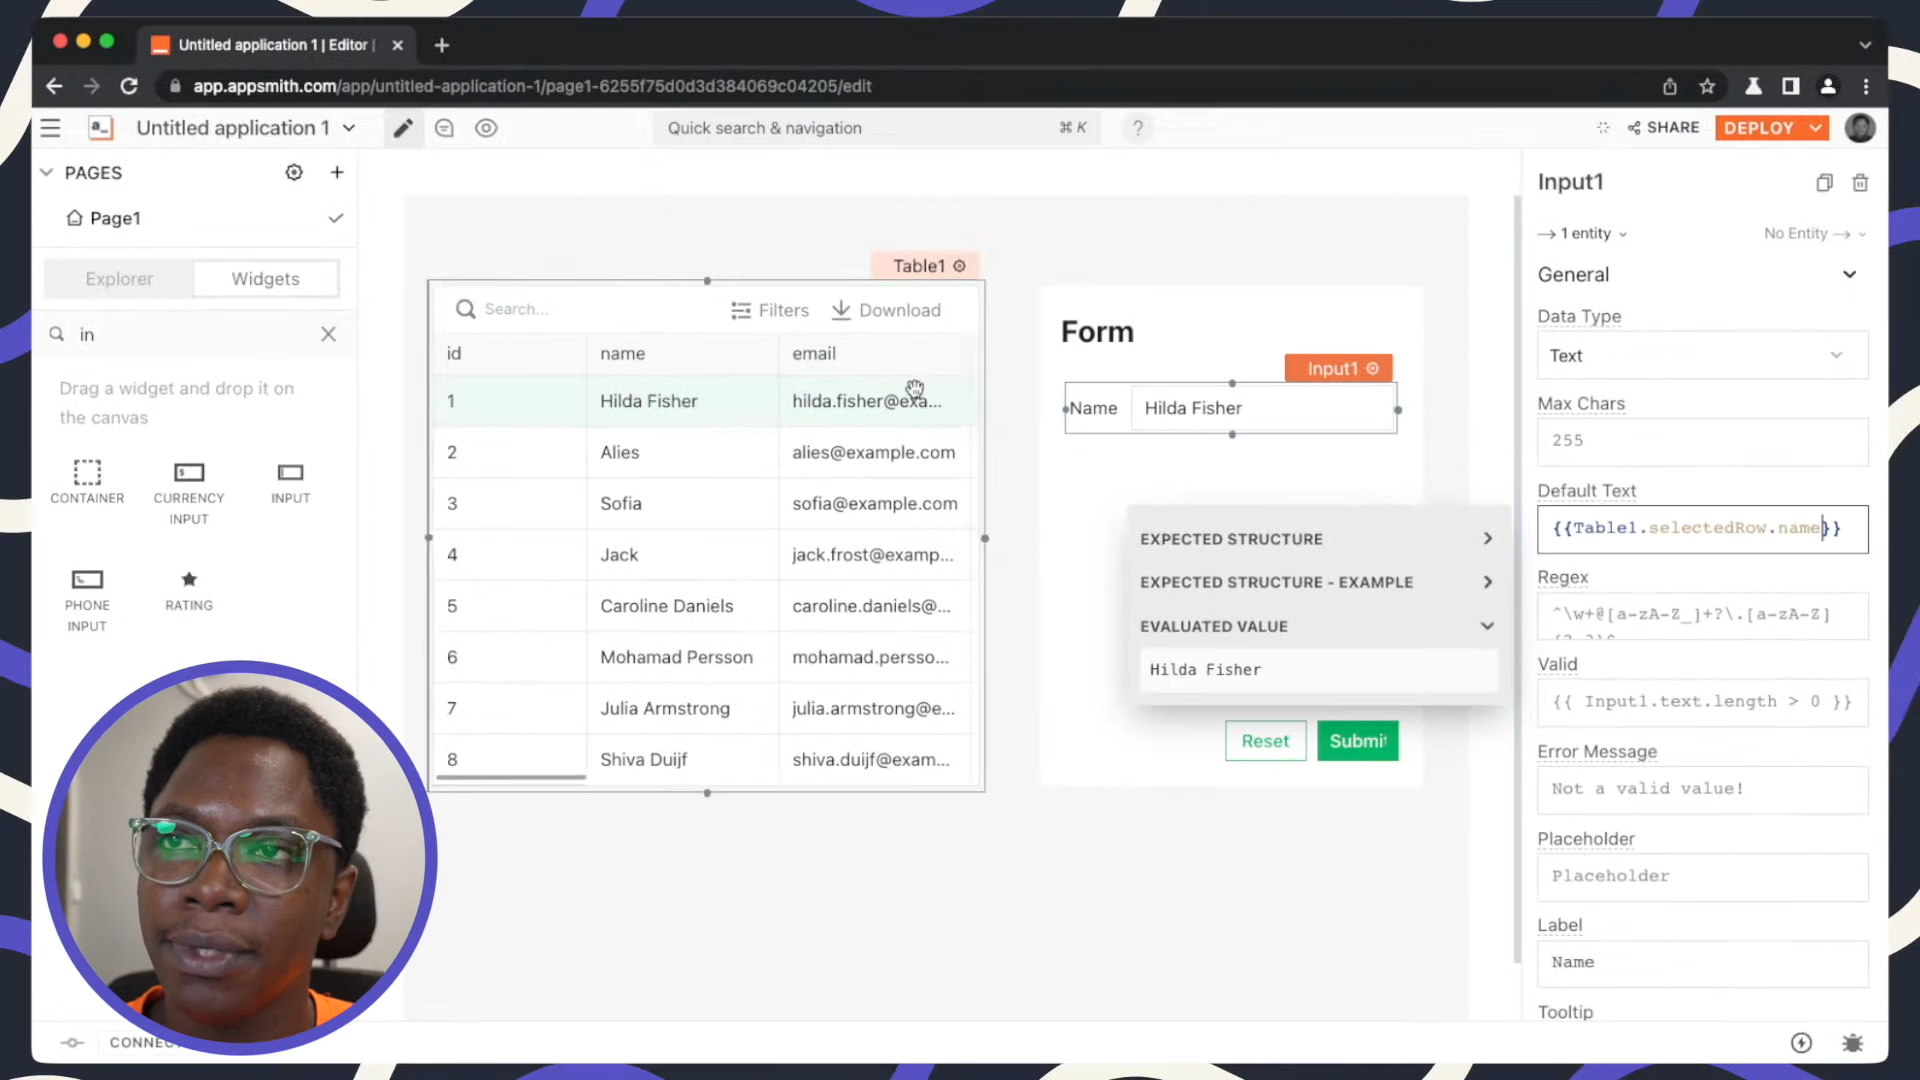 Untitled application 1 | Editor |
app.appsmith.com/app/untitled-application-1/page1-6255f75d0d3d384069c04205/edit
a_
Untitled application 1
Quick search & navigation
⌘ K
?
SHARE
DEPLOY
PAGES
Page1
Explorer
Widgets
in
Drag a widget and drop it on
the canvas
CONTAINER
CURRENCY
INPUT
INPUT
PHONE
INPUT
RATING
CONNEC
Table1
Search...
Filters
Download
id name email
1 Hilda Fisher hilda.fisher@exa...
2 Alies alies@example.com
3 Sofia sofia@example.com
4 Jack jack.frost@examp...
5 Caroline Daniels caroline.daniels@...
6 Mohamad Persson mohamad.persso...
7 Julia Armstrong julia.armstrong@e...
8 Shiva Duijf shiva.duijf@exam...
Form
Input1
Name
Hilda Fisher
EXPECTED STRUCTURE
EXPECTED STRUCTURE - EXAMPLE
EVALUATED VALUE
Hilda Fisher
Reset
Submit
Input1
1 entity
No Entity
General
Data Type
Text
Max Chars
255
Default Text
{{Table1.selectedRow.name}}
Regex
^\w+@[a-zA-Z_]+?\.[a-zA-Z]
Valid
{{ Input1.text.length > 0 }}
Error Message
Not a valid value!
Placeholder
Placeholder
Label
Name
Tooltip